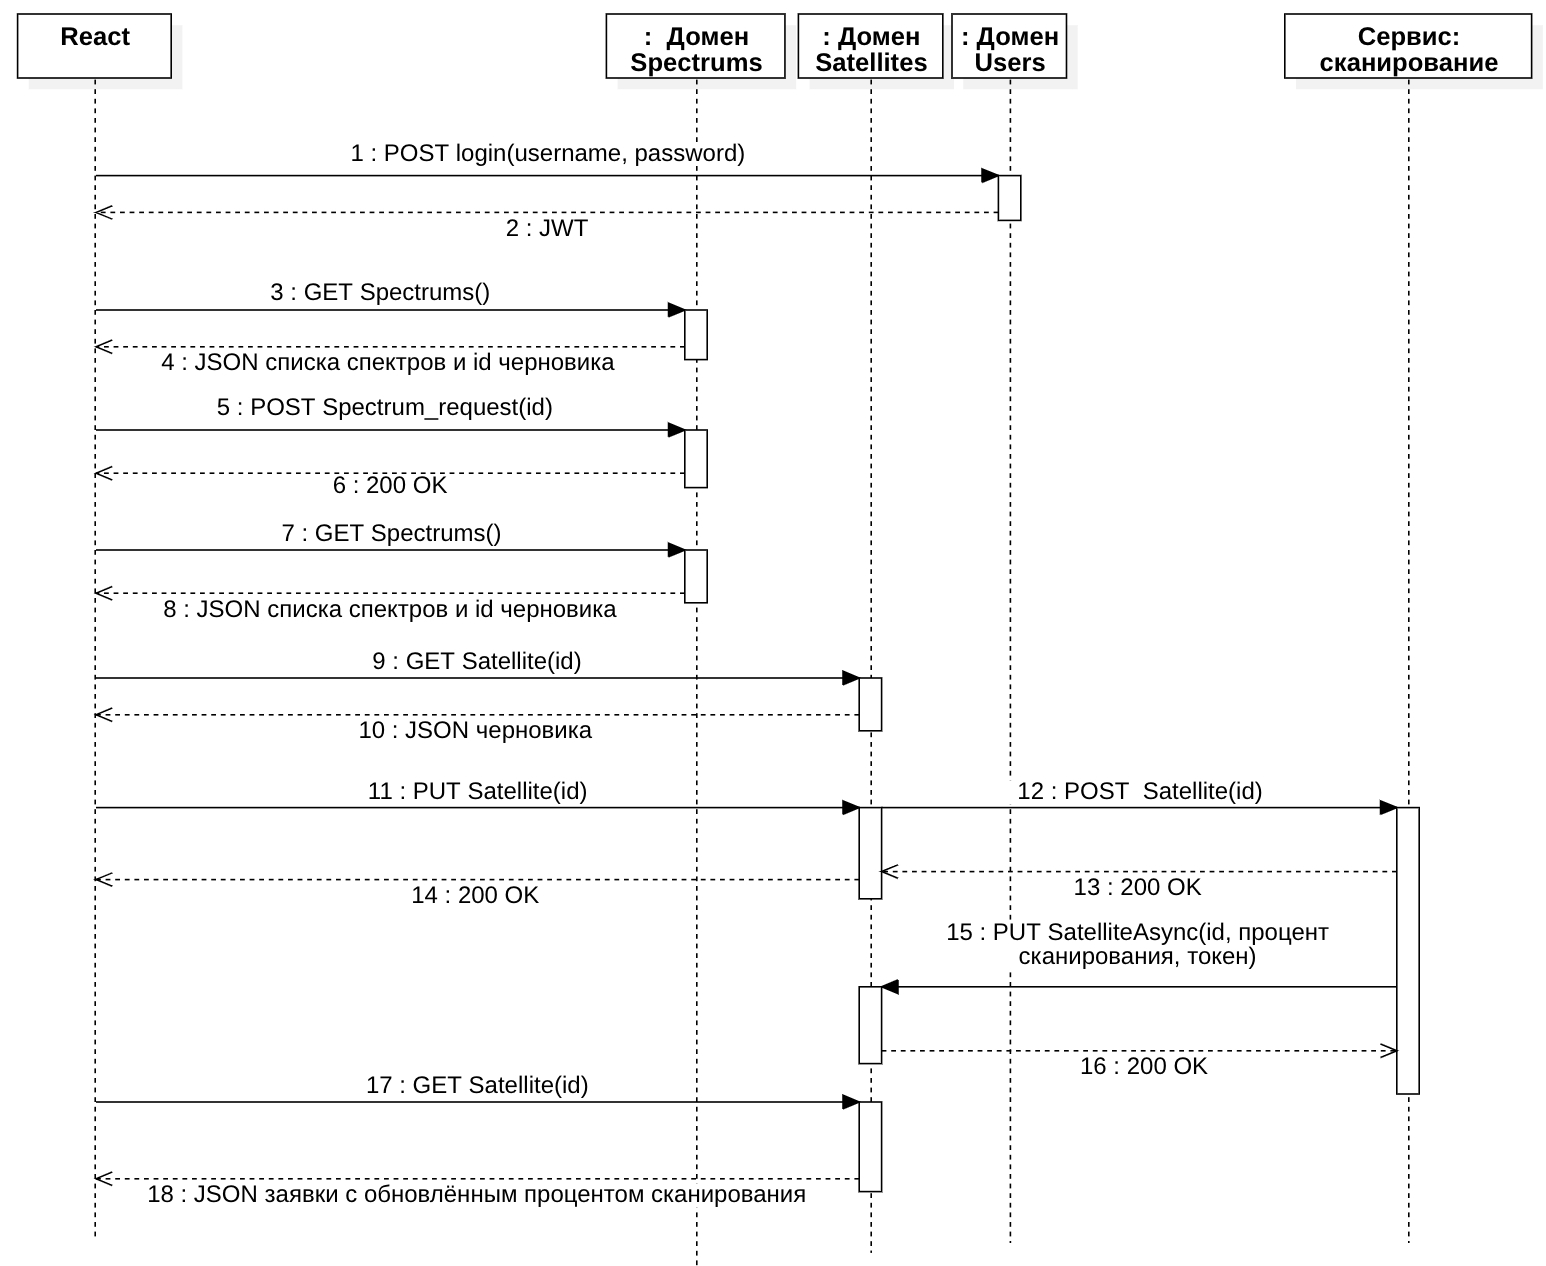 React
:  Домен
Spectrums
: Домен
Satellites
: Домен
Users
Сервис:
сканирование
1 : POST login(username, password)
2 : JWT
3 : GET Spectrums()
4 : JSON списка спектров и id черновика
5 : POST Spectrum_request(id)
6 : 200 OK
7 : GET Spectrums()
8 : JSON списка спектров и id черновика
9 : GET Satellite(id)
10 : JSON черновика
11 : PUT Satellite(id)
12 : POST  Satellite(id)
13 : 200 OK
14 : 200 OK
15 : PUT SatelliteAsync(id, процент
сканирования, токен)
16 : 200 OK
17 : GET Satellite(id)
18 : JSON заявки с обновлённым процентом сканирования